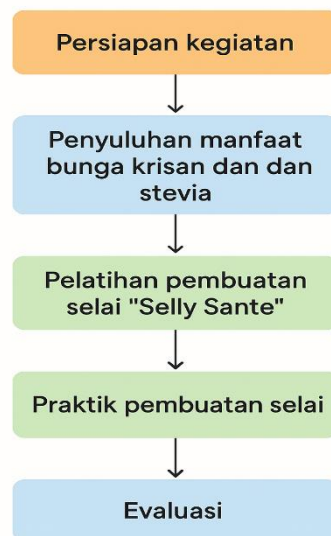 Persiapan kegiatan
Penyuluhan manfaat
bunga krisan dan dan
stevia
Pelatihan pembuatan
selai "Selly Sante"
Praktik pembuatan selai
Evaluasi